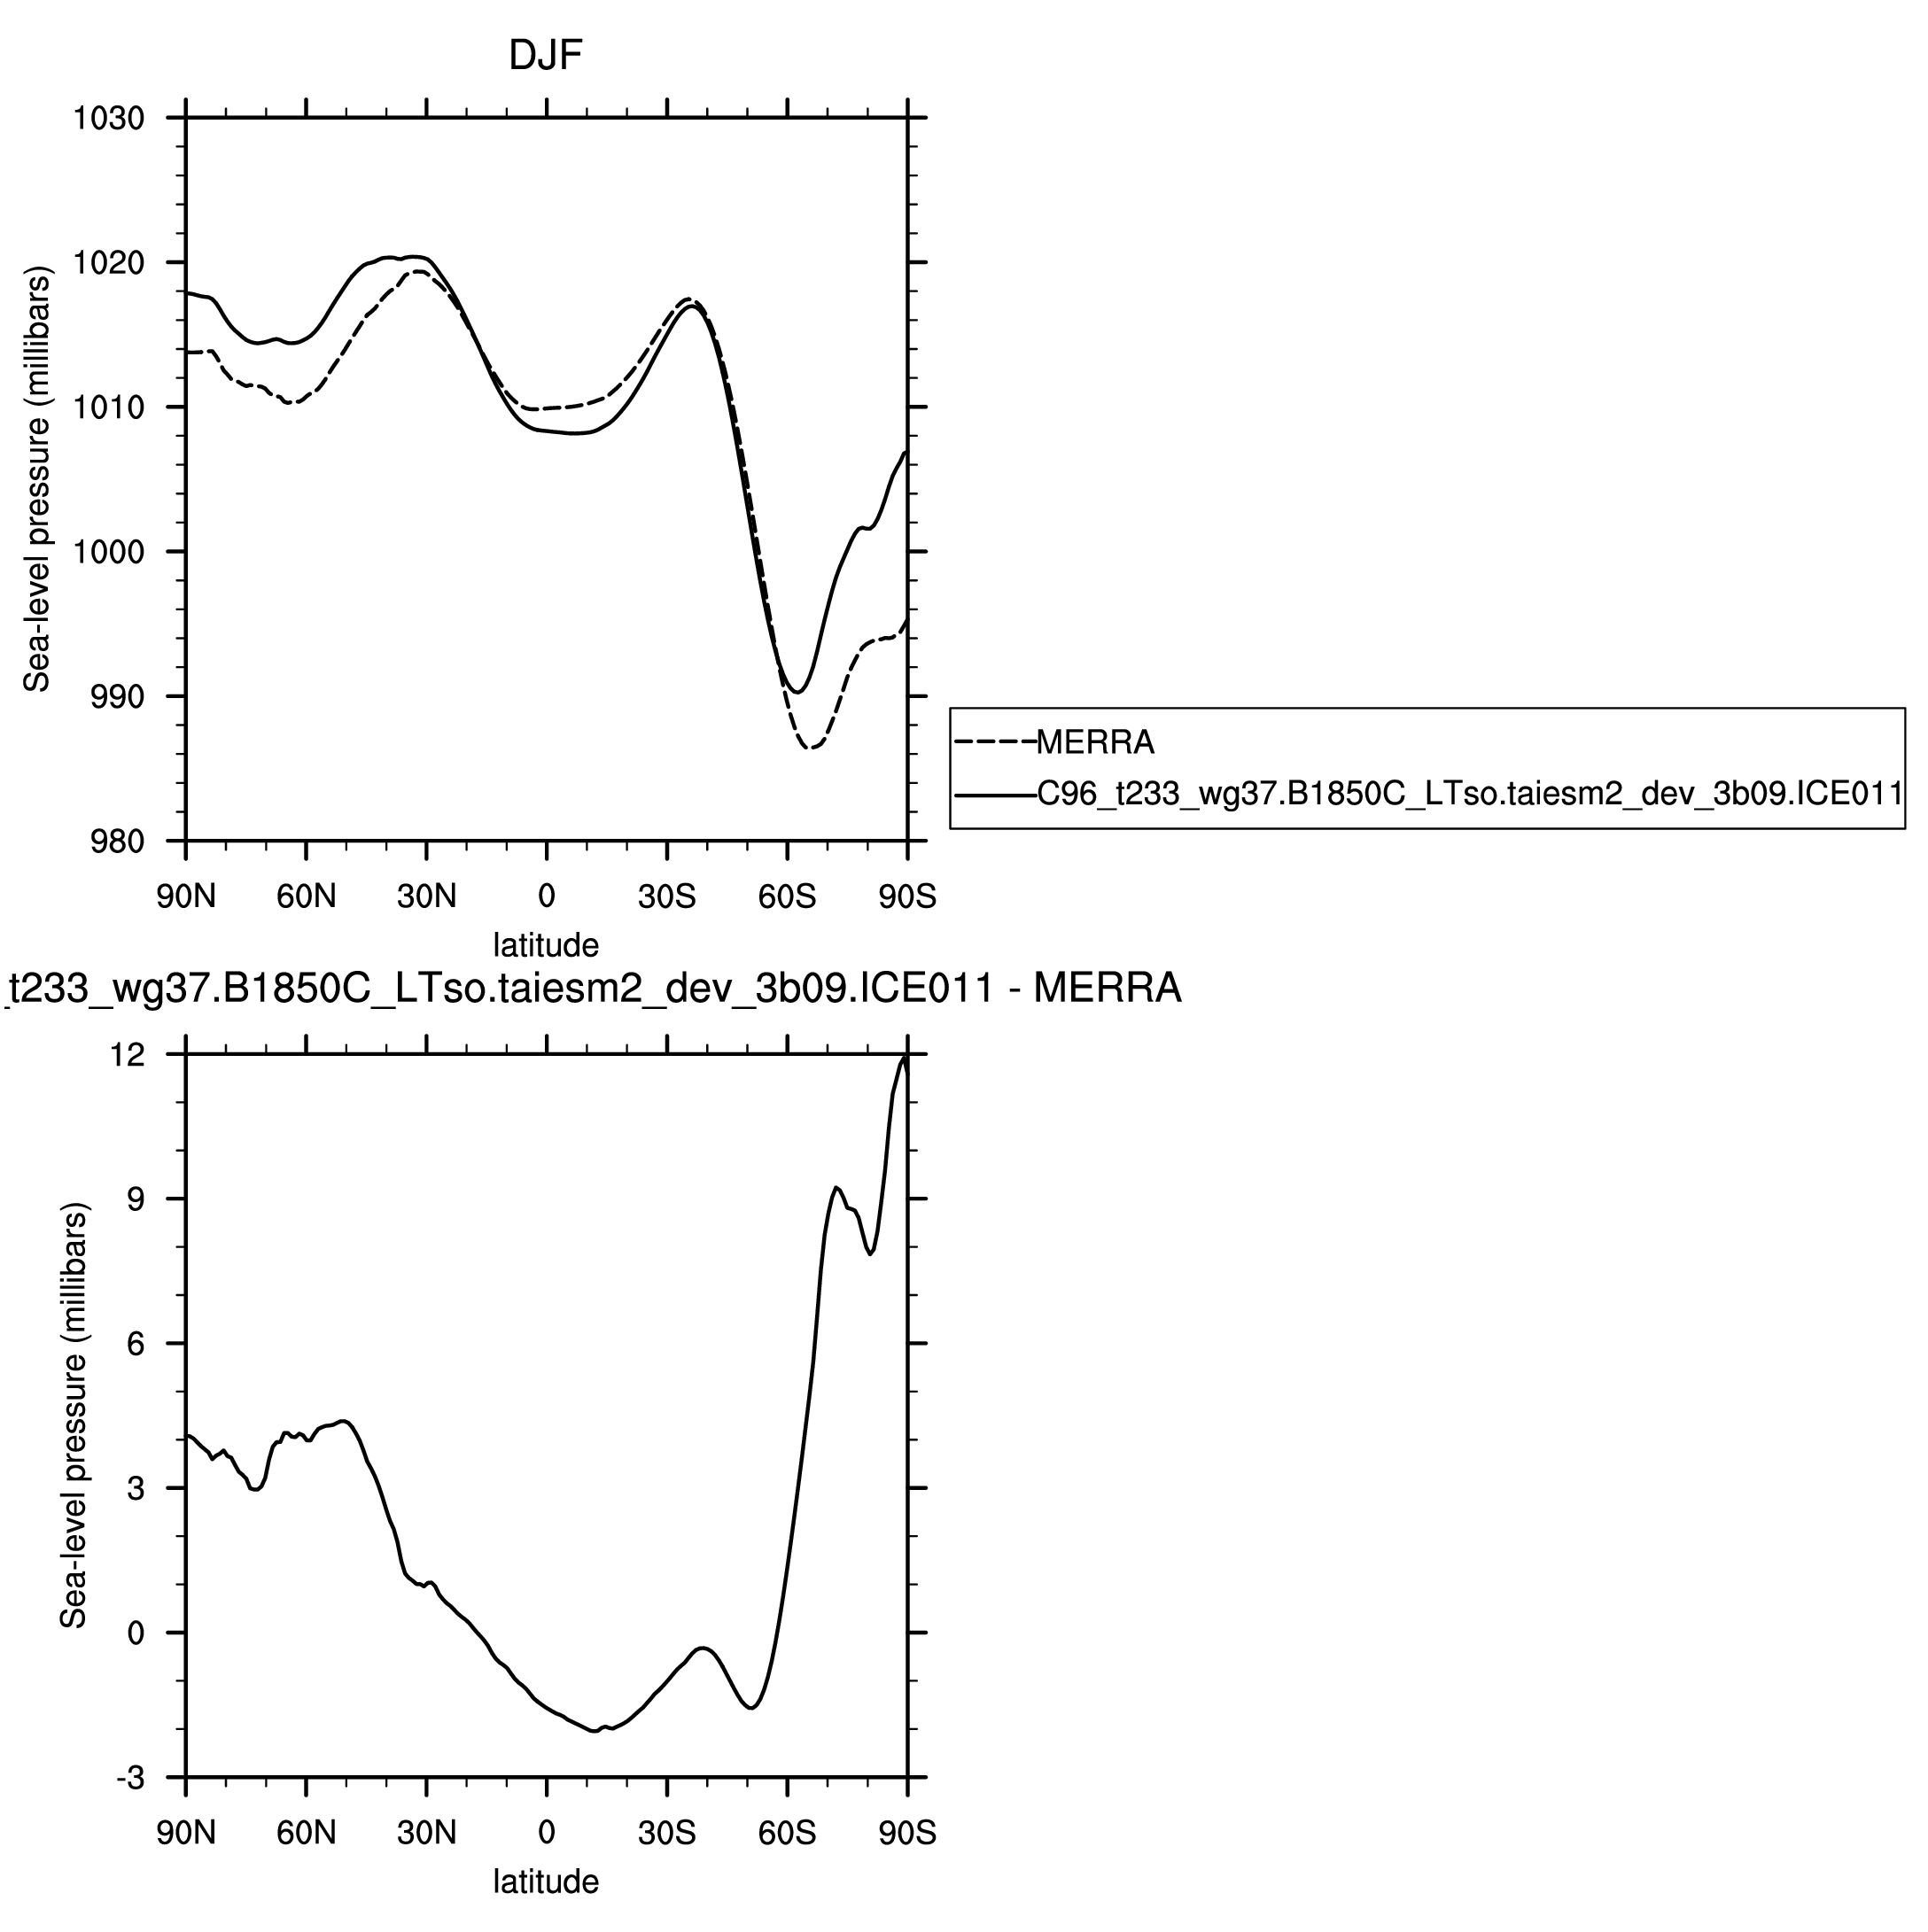 DJF
1030
1020
1010
1000
990
980
Sea-level pressure (millibars)
90N 60N 30N 0 30S 60S 90S
latitude
MERRA
C96_t233_wg37.B1850C_LTso.taiesm2_dev_3b09.ICE011
_t233_wg37.B1850C_LTso.taiesm2_dev_3b09.ICE011 - MERRA
12
9
6
3
0
-3
Sea-level pressure (millibars)
90N 60N 30N 0 30S 60S 90S
latitude